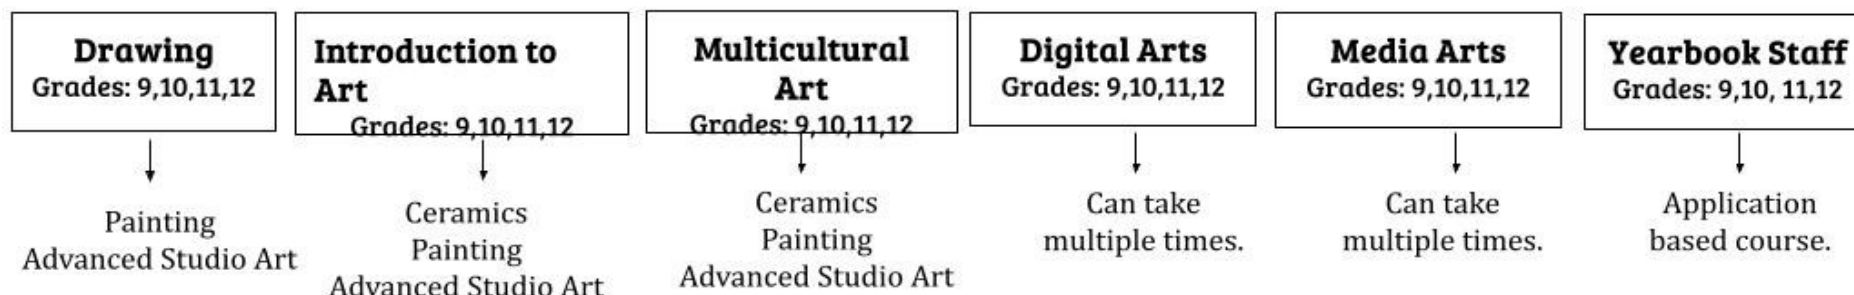 Drawing
Grades: 9,10,11,12
Painting
Advanced Studio Art
Introduction to
Art
Grades: 9,10,11,12
Ceramics
Painting
Advanced Studio Art
Multicultural
Art
Grades: 9,10,11,12
Ceramics
Painting
Advanced Studio Art
Digital Arts
Grades: 9,10,11,12
Can take
multiple times.
Media Arts
Grades: 9,10,11,12
Can take
multiple times.
Yearbook Staff
Grades: 9,10, 11,12
Application
based course.